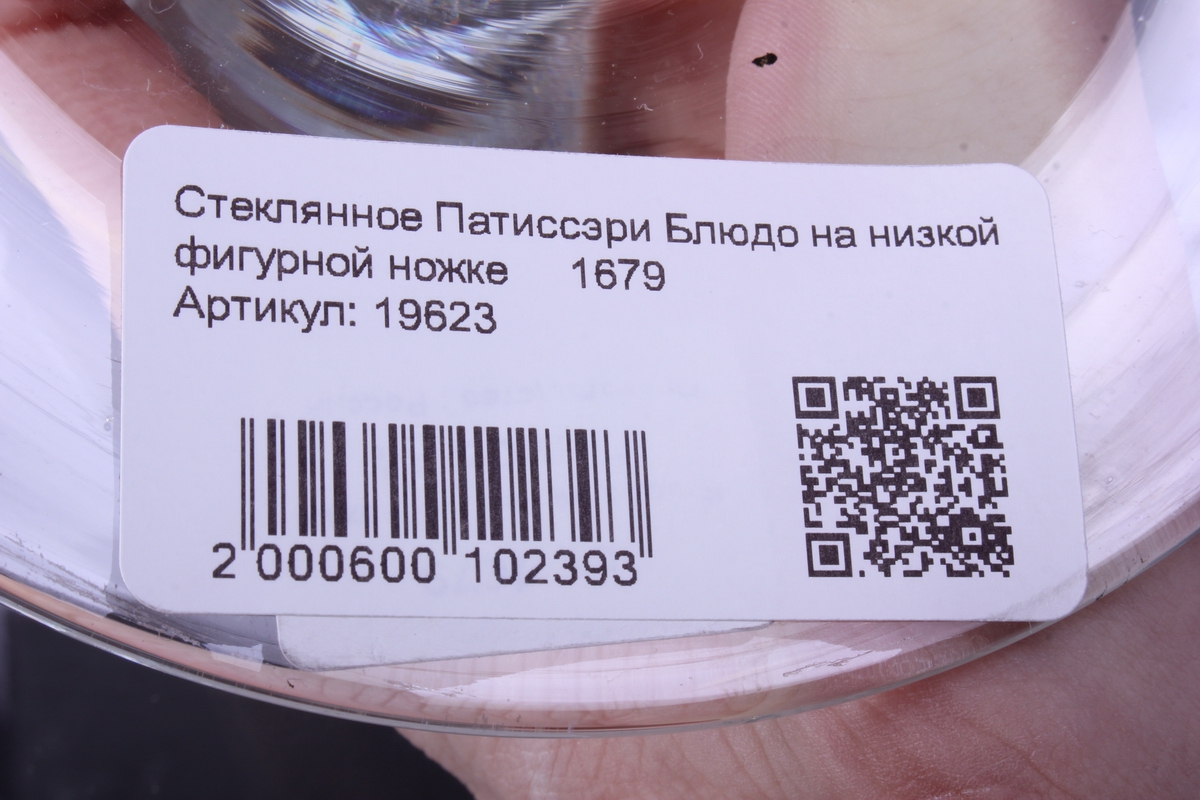 Стеклянное Патиссэри Блюдо на низкой
фигурной ножке 1679
Артикул: 19623
2 000600 102393